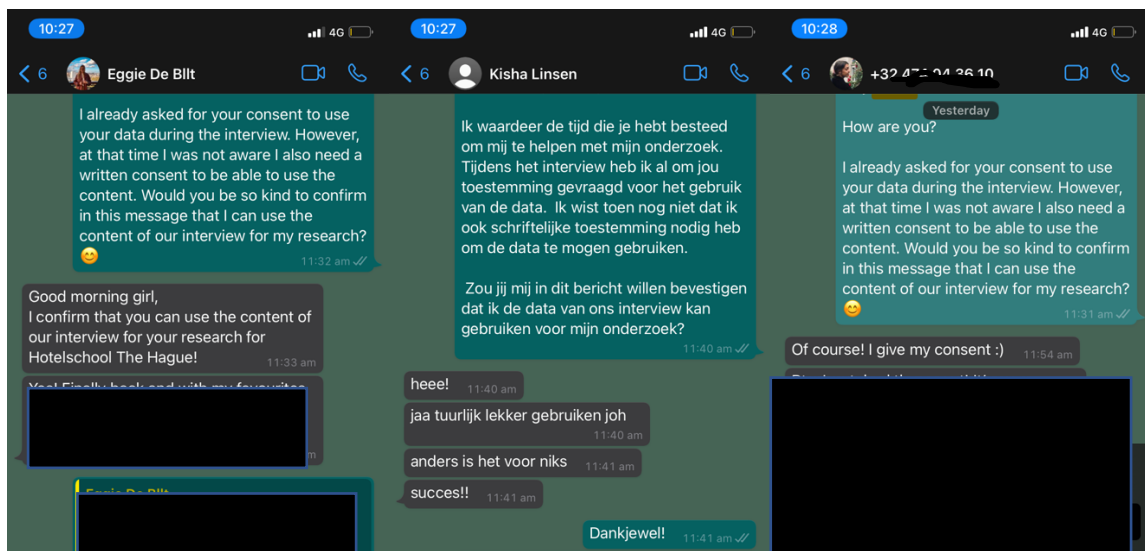 10:27
4G
6
Eggie De Bllt
I already asked for your consent to use
your data during the interview. However,
at that time I was not aware I also need a
written consent to be able to use the
content. Would you be so kind to confirm
in this message that I can use the
content of our interview for my research?
😊
11:32 am
Good morning girl,
I confirm that you can use the content of
our interview for your research for
Hotelschool The Hague!
11:33 am
Yes! Finally back and with my favourites
m
Eggie De Bllt
10:27
4G
6
Kisha Linsen
Ik waardeer de tijd die je hebt besteed
om mij te helpen met mijn onderzoek.
Tijdens het interview heb ik al om jou
toestemming gevraagd voor het gebruik
van de data. Ik wist toen nog niet dat ik
ook schriftelijke toestemming nodig heb
om de data te mogen gebruiken.
Zou jij mij in dit bericht willen bevestigen
dat ik de data van ons interview kan
gebruiken voor mijn onderzoek?
11:40 am
heee!
11:40 am
jaa tuurlijk lekker gebruiken joh
11:40 am
anders is het voor niks
11:41 am
succes!!
11:41 am
Dankjewel!
11:41 am
10:28
4G
6
+32
Yesterday
How are you?
I already asked for your consent to use
your data during the interview. However,
at that time I was not aware I also need a
written consent to be able to use the
content. Would you be so kind to confirm
in this message that I can use the
content of our interview for my research?
😊
11:31 am
Of course! I give my consent :)
11:54 am